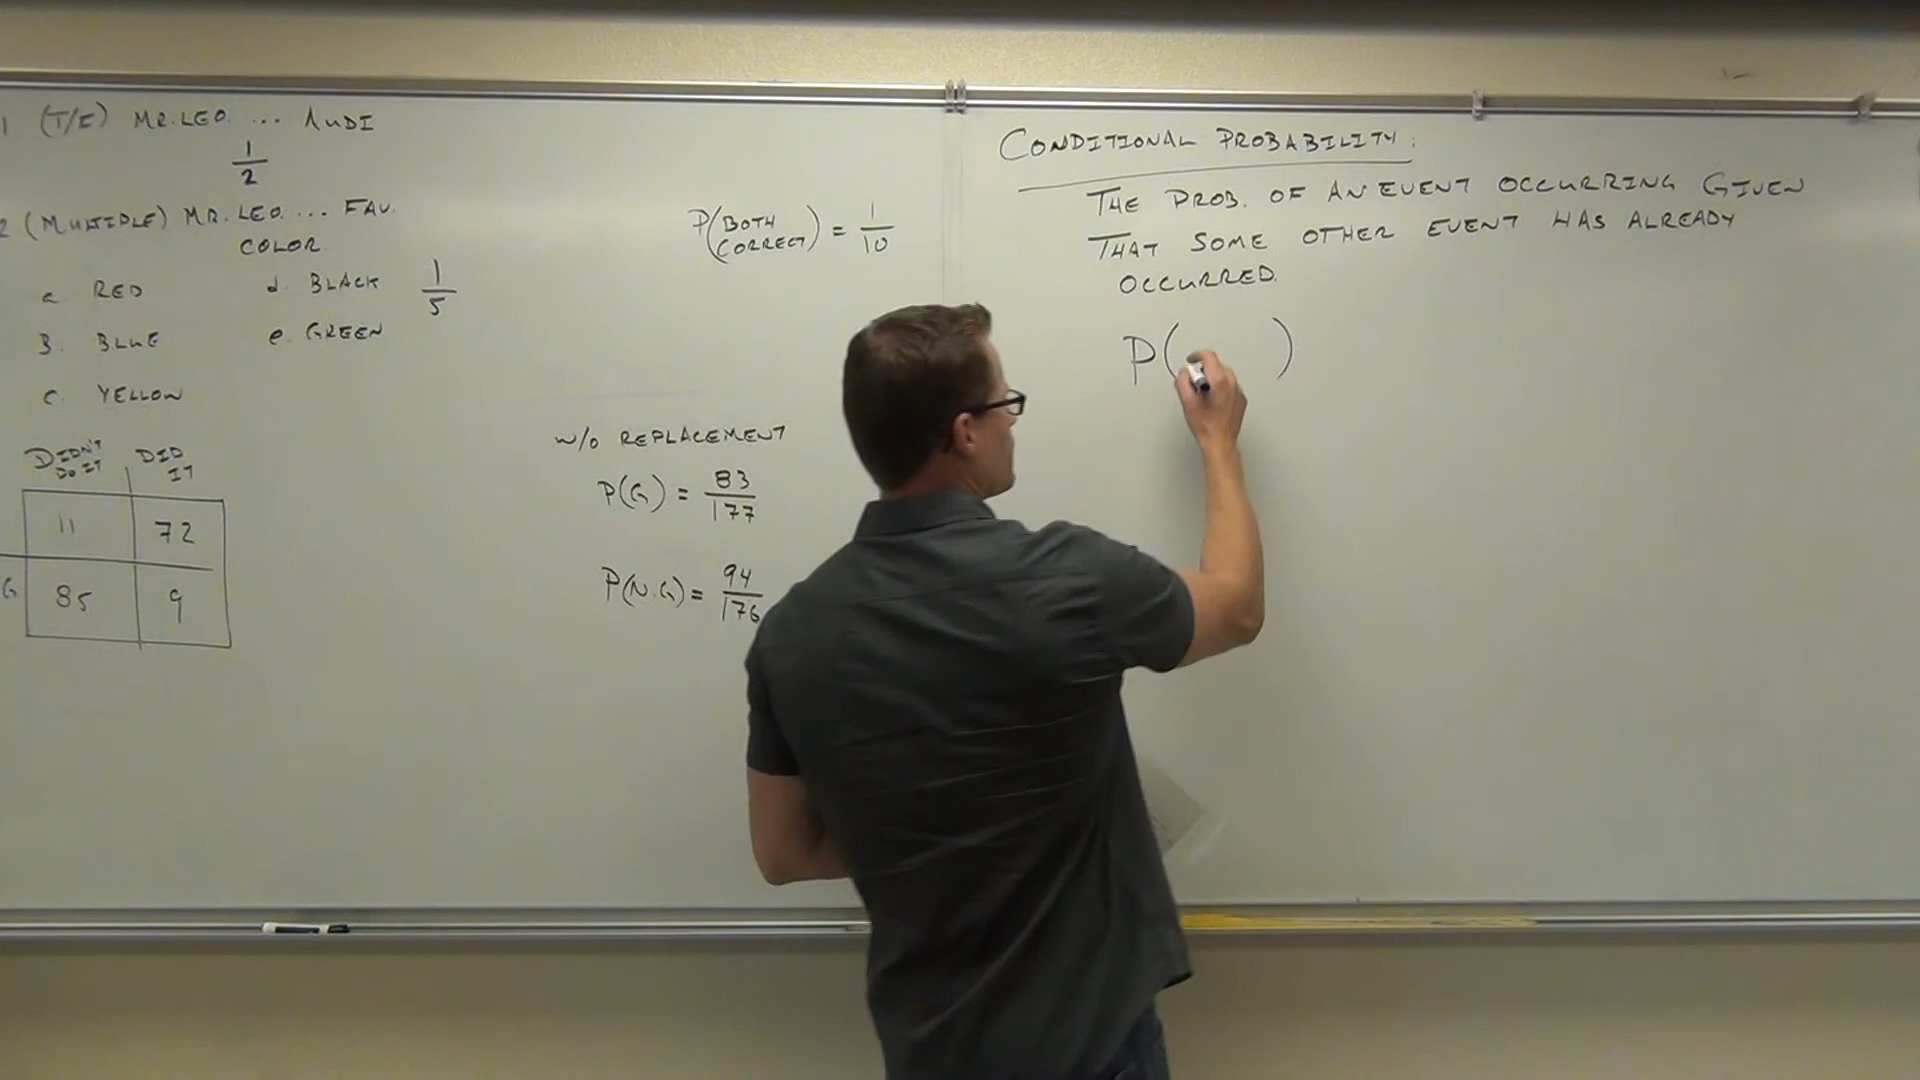 1 (T/F) MR. LEO. ... AUDI
1
2
2 (MULTIPLE) MR. LEO. ... FAV.
COLOR
a RED d. BLACK 1
5
B. BLUE e. GREEN
c. YELLOW
DIDN'T DO IT DID IT
11 72
G 85 9
P(BOTH CORRECT) = 1
10
W/O REPLACEMENT
P(G) = 83
177
P(N.G) = 94
176
CONDITIONAL PROBABILITY:
THE PROB. OF AN EVENT OCCURRING GIVEN
THAT SOME OTHER EVENT HAS ALREADY
OCCURRED.
P( )